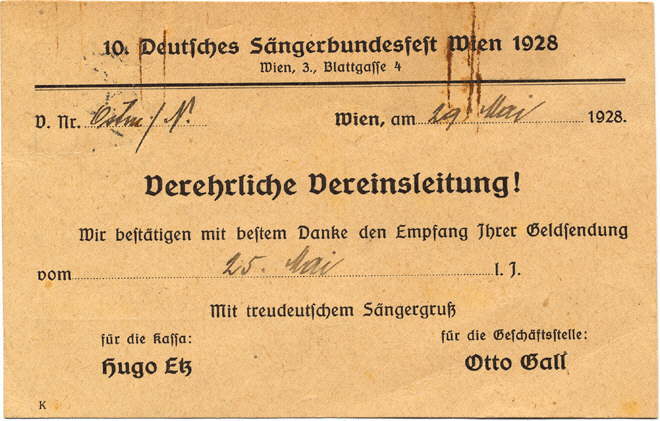 10. Deutsches Sängerbundesfest Wien 1928
Wien, 3., Blattgasse 4
V. Nr. Wien, am 29. Mai 1928.
Verehrliche Vereinsleitung!
Wir bestätigen mit bestem Danke den Empfang Ihrer Geldsendung
vom 25. Mai l. J.
Mit treudeutschem Sängergruß
für die Kassa: für die Geschäftsstelle:
Hugo Etz Otto Gall
K